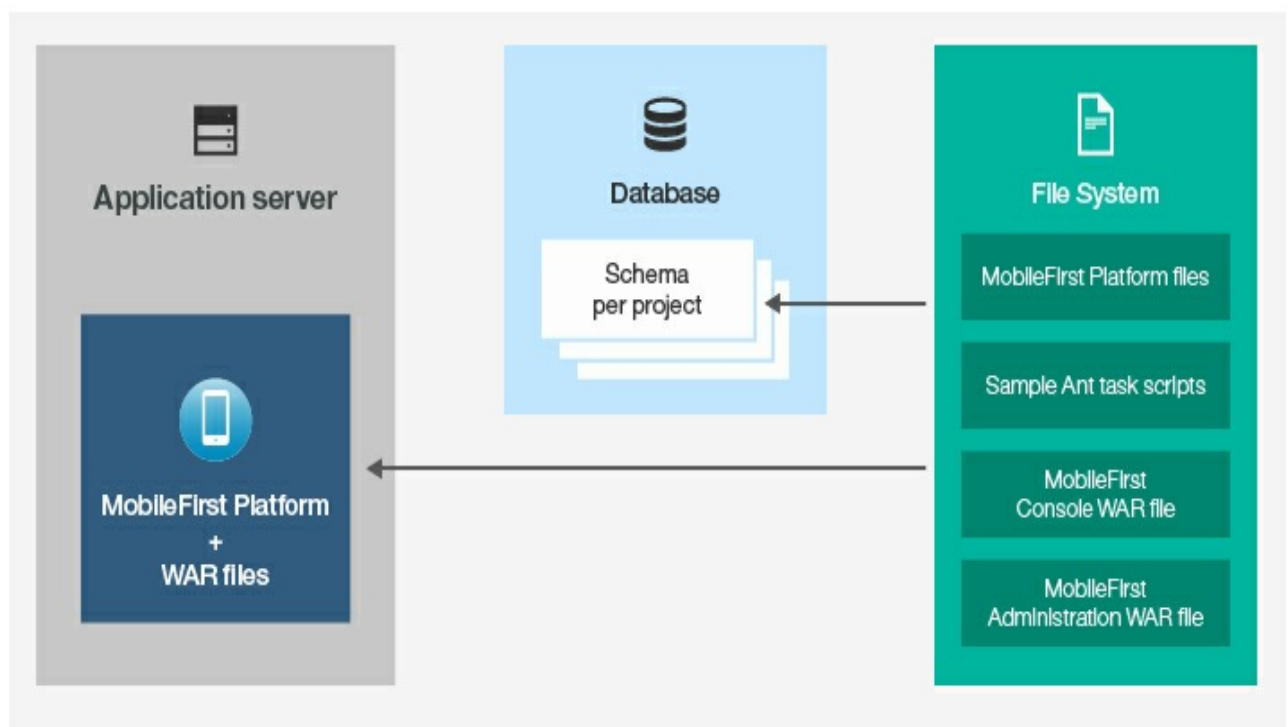 Application server
MobileFirst Platform
+
WAR files
Database
Schema
per project
File System
MobileFirst Platform files
Sample Ant task scripts
MobileFirst
Console WAR file
MobileFirst
Administration WAR file